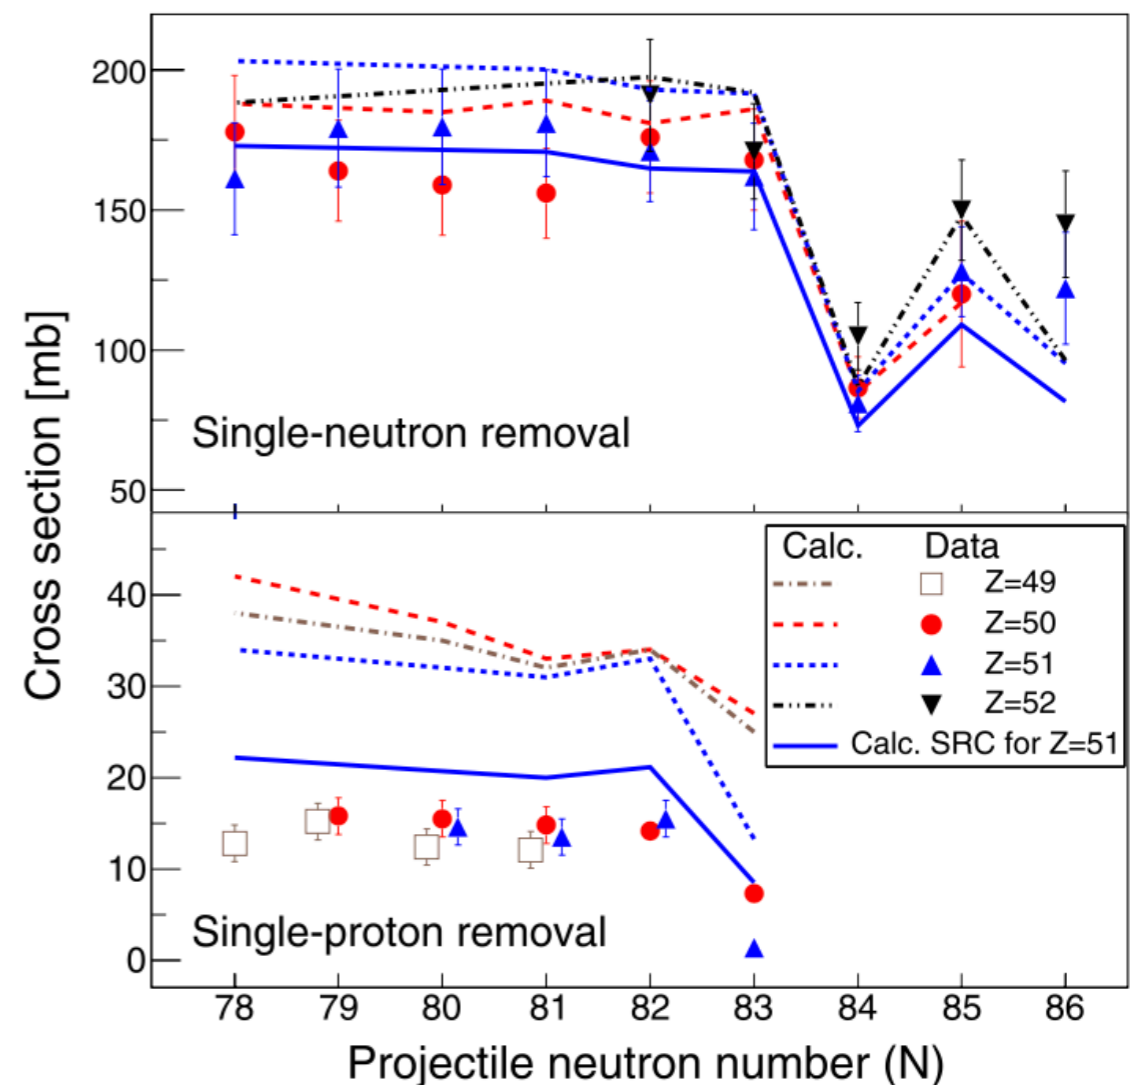 Cross section [mb]
200
150
100
50
Single-neutron removal
Calc. Data
Z=49
Z=50
Z=51
Z=52
Calc. SRC for Z=51
40
30
20
10
0
Single-proton removal
78 79 80 81 82 83 84 85 86
Projectile neutron number (N)